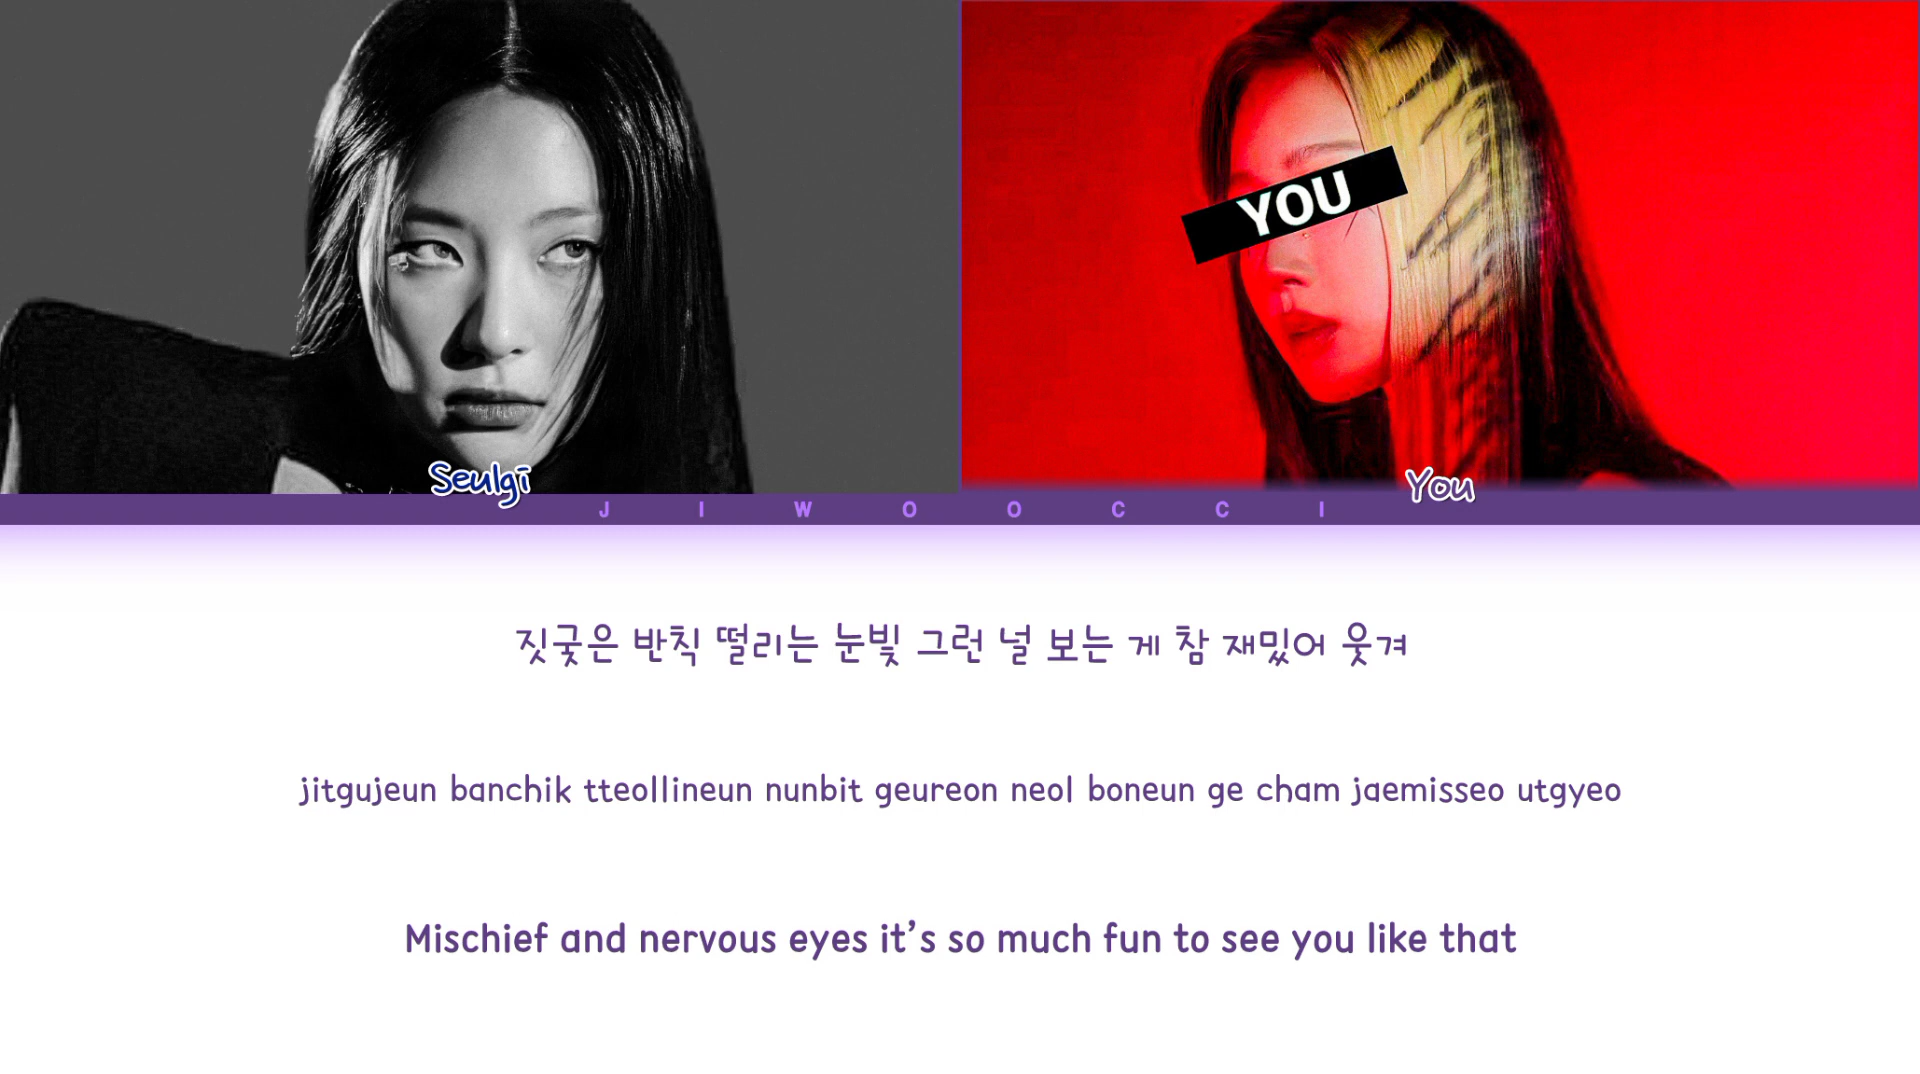 YOU
Seulgi
You
JIWOOCCI
짓궂은 반칙 떨리는 눈빛 그런 널 보는 게 참 재밌어 웃겨
jitgujeun banchik tteollineun nunbit geureon neol boneun ge cham jaemisseo utgyeo
Mischief and nervous eyes it's so much fun to see you like that